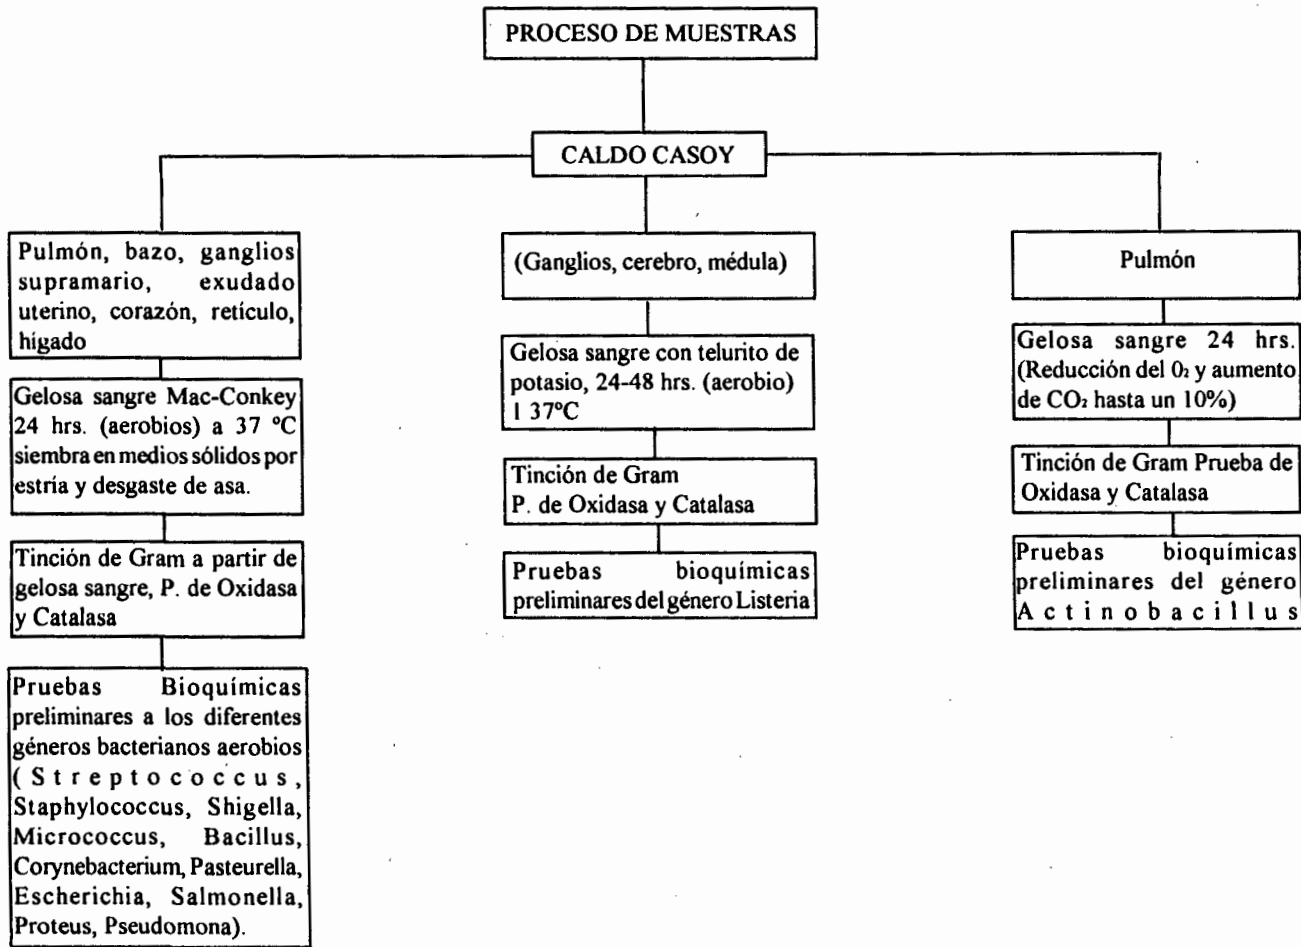 PROCESO DE MUESTRAS
CALDO CASOY
Pulmón, bazo, ganglios
supramario, exudado
uterino, corazón, retículo,
hígado
Gelosa sangre Mac-Conkey
24 hrs. (aerobios) a 37 ºC
siembra en medios sólidos por
estría y desgaste de asa.
Tinción de Gram a partir de
gelosa sangre, P. de Oxidasa
y Catalasa
Pruebas Bioquímicas
preliminares a los diferentes
géneros bacterianos aerobios
(Streptococcus,
Staphylococcus, Shigella,
Micrococcus, Bacillus,
Corynebacterium, Pasteurella,
Escherichia, Salmonella,
Proteus, Pseudomona).
(Ganglios, cerebro, médula)
Gelosa sangre con telurito de
potasio, 24-48 hrs. (aerobio)
1 37ºC
Tinción de Gram
P. de Oxidasa y Catalasa
Pruebas bioquímicas
preliminares del género Listeria
Pulmón
Gelosa sangre 24 hrs.
(Reducción del 0₂ y aumento
de CO₂ hasta un 10%)
Tinción de Gram Prueba de
Oxidasa y Catalasa
Pruebas bioquímicas
preliminares del género
Actinobacillus